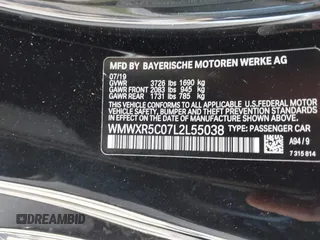 MFD BY BAYERISCHE MOTOREN WERKE AG
07/19
GVWR 3726 lbs 1690 kg
GAWR FRONT 2083 lbs 945 kg
GAWR REAR 1731 lbs 785 kg
THIS VEHICLE CONFORMS TO ALL APPLICABLE U.S. FEDERAL MOTOR
VEHICLE SAFETY, BUMPER, AND THEFT PREVENTION STANDARDS IN
EFFECT ON THE DATE OF MANUFACTURE SHOWN ABOVE.
WMWXR5C07L2L55038 TYPE: PASSENGER CAR
A94 / 9
7 315 814
DREAMBID